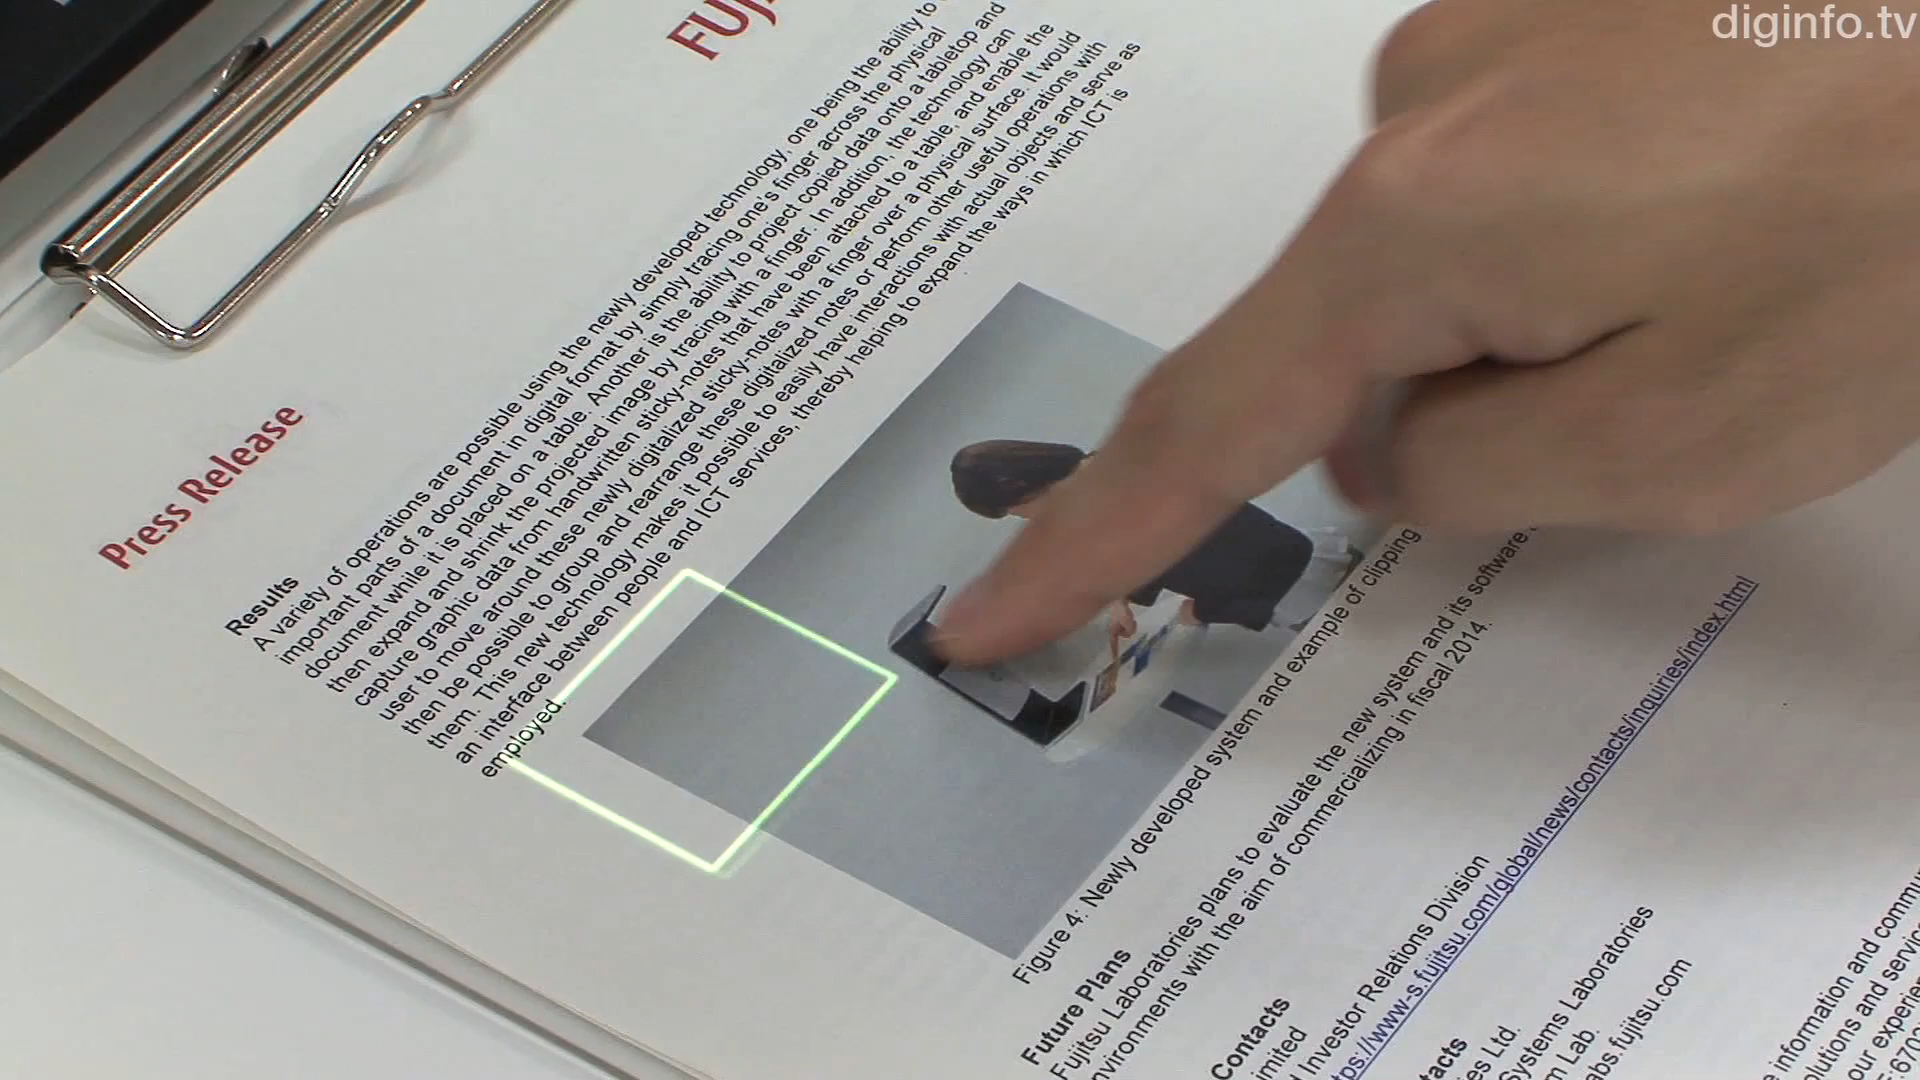 diginfo.tv
Press Release
Results
A variety of operations are possible using the newly developed technology, one being the ability to
important parts of a document in digital format by simply tracing one's finger across the physical
document while it is placed on a table. Another is the ability to project copied data onto a tabletop and
then expand and shrink the projected image by tracing with a finger. In addition, the technology can
capture graphic data from handwritten sticky-notes that have been attached to a table, and enable the
user to move around these newly digitalized sticky-notes with a finger over a physical surface. It would
then be possible to group and rearrange these digitalized notes or perform other useful operations with
them. This new technology makes it possible to easily have interactions with actual objects and serve as
an interface between people and ICT services, thereby helping to expand the ways in which ICT is
employed.
Figure 4: Newly developed system and example of clipping
Future Plans
Fujitsu Laboratories plans to evaluate the new system and its software
environments with the aim of commercializing in fiscal 2014.
Contacts
Investor Relations Division
https://www-s.fujitsu.com/global/news/contacts/inquiries/index.html
Systems Laboratories
Lab.
abs.fujitsu.com
information and